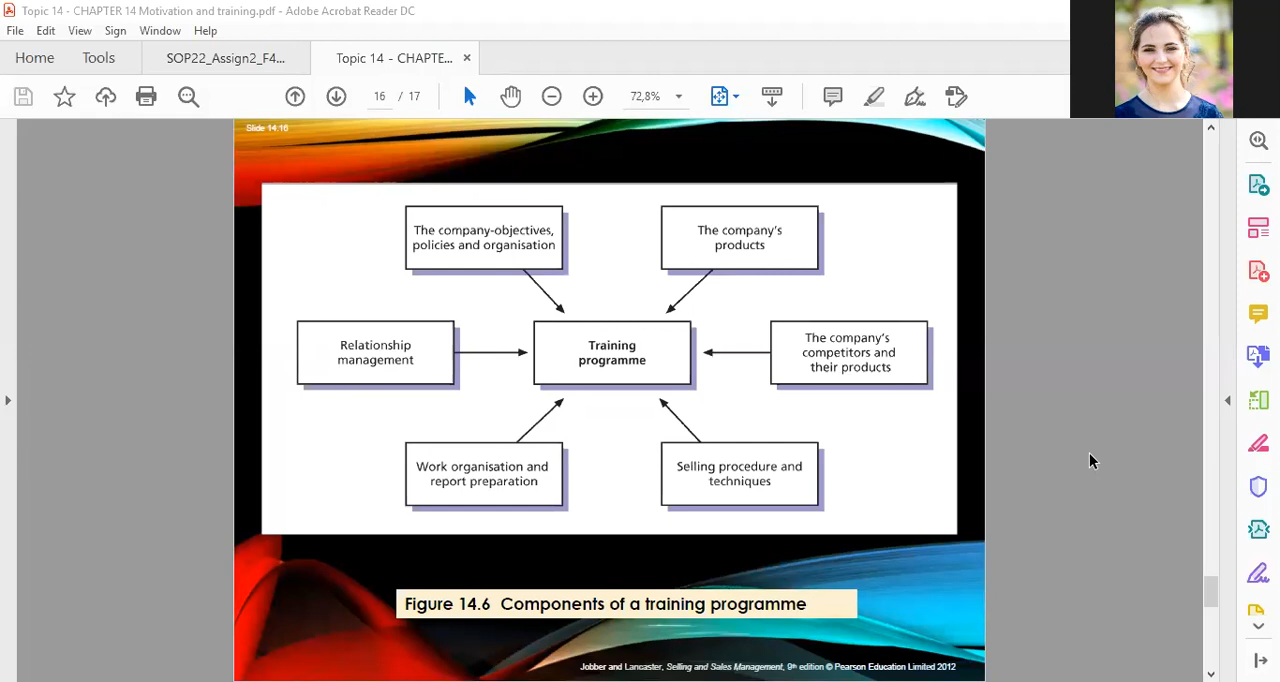 Topic 14 - CHAPTER 14 Motivation and training.pdf - Adobe Acrobat Reader DC
File Edit View Sign Window Help
Home Tools SOP22_Assign2_F4... Topic 14 - CHAPTE... ×
16 / 17 72,8%
Slide 14.16
The company-objectives,
policies and organisation
The company's
products
Relationship
management
Training
programme
The company's
competitors and
their products
Work organisation and
report preparation
Selling procedure and
techniques
Figure 14.6 Components of a training programme
Jobber and Lancaster, Selling and Sales Management, 9th edition © Pearson Education Limited 2012